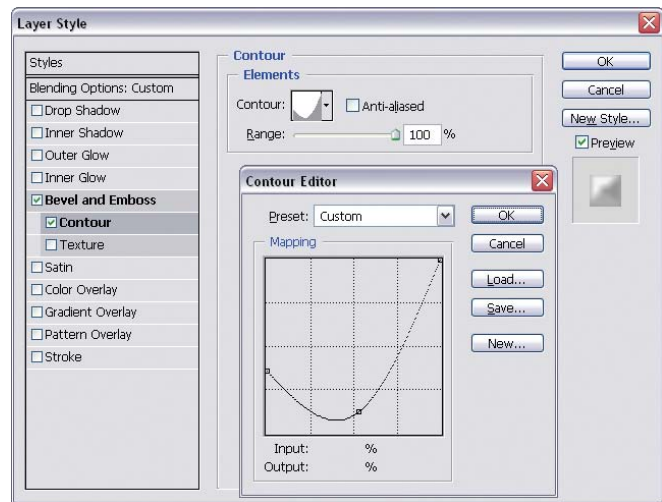 Layer Style
Styles
Blending Options: Custom
Drop Shadow
Inner Shadow
Outer Glow
Inner Glow
Bevel and Emboss
Contour
Texture
Satin
Color Overlay
Gradient Overlay
Pattern Overlay
Stroke
Contour
Elements
Contour:
Anti-aliased
Range: 100 %
OK
Cancel
New Style...
Preview
Contour Editor
Preset: Custom
Mapping
Input: %
Output: %
OK
Cancel
Load...
Save...
New...